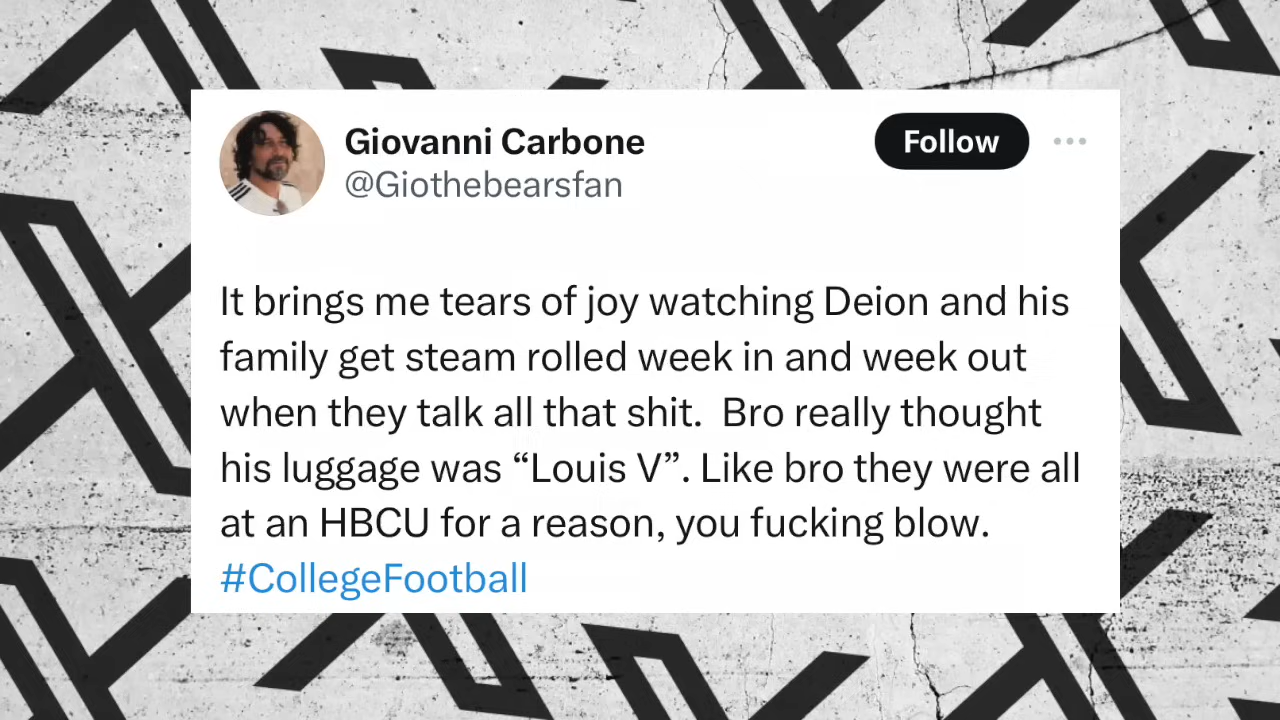 Giovanni Carbone
@Giothebearsfan
Follow
It brings me tears of joy watching Deion and his
family get steam rolled week in and week out
when they talk all that shit.  Bro really thought
his luggage was “Louis V”. Like bro they were all
at an HBCU for a reason, you fucking blow.
#CollegeFootball